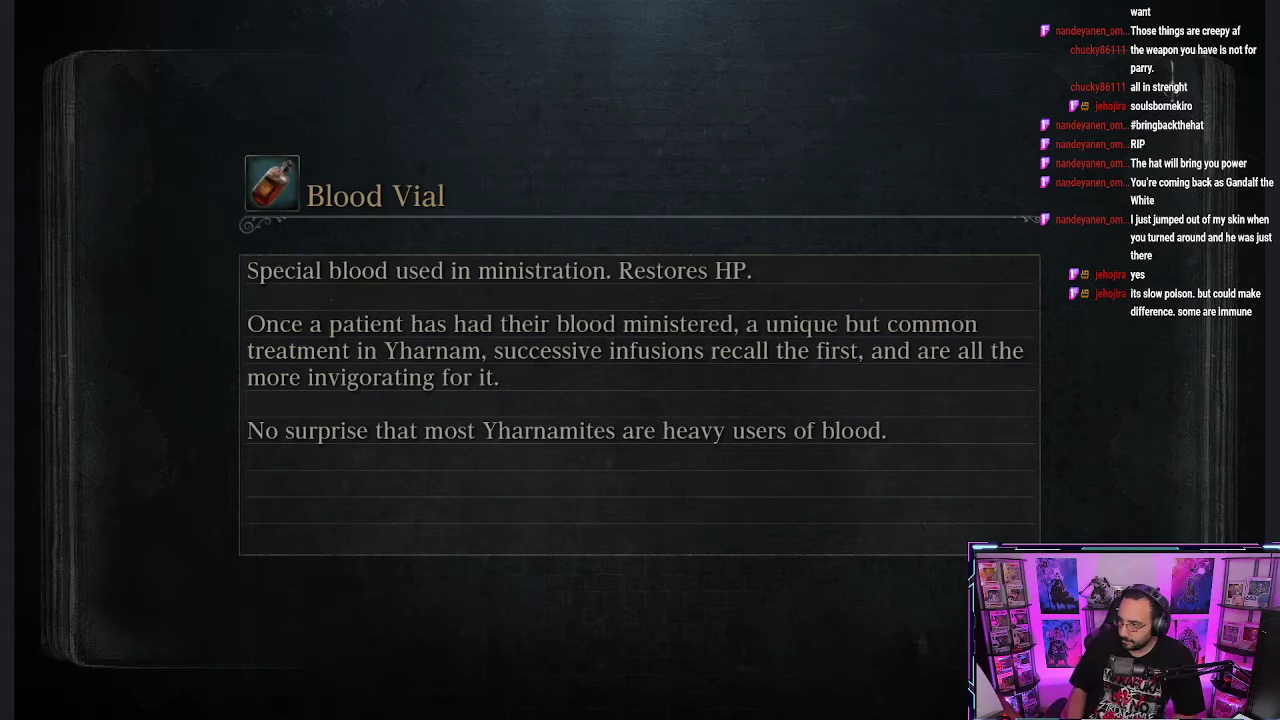 Blood Vial
Special blood used in ministration. Restores HP.
Once a patient has had their blood ministered, a unique but common
treatment in Yharnam, successive infusions recall the first, and are all the
more invigorating for it.
No surprise that most Yharnamites are heavy users of blood.
want
nandeyanen_om... Those things are creepy af
chucky86111 the weapon you have is not for
parry.
chucky86111 all in strenght
jehojira soulsbornekiro
nandeyanen_om... #bringbackthehat
nandeyanen_om... RIP
nandeyanen_om... The hat will bring you power
nandeyanen_om... You're coming back as Gandalf the
White
nandeyanen_om... I just jumped out of my skin when
you turned around and he was just
there
jehojira yes
jehojira its slow poison. but could make
difference. some are immune